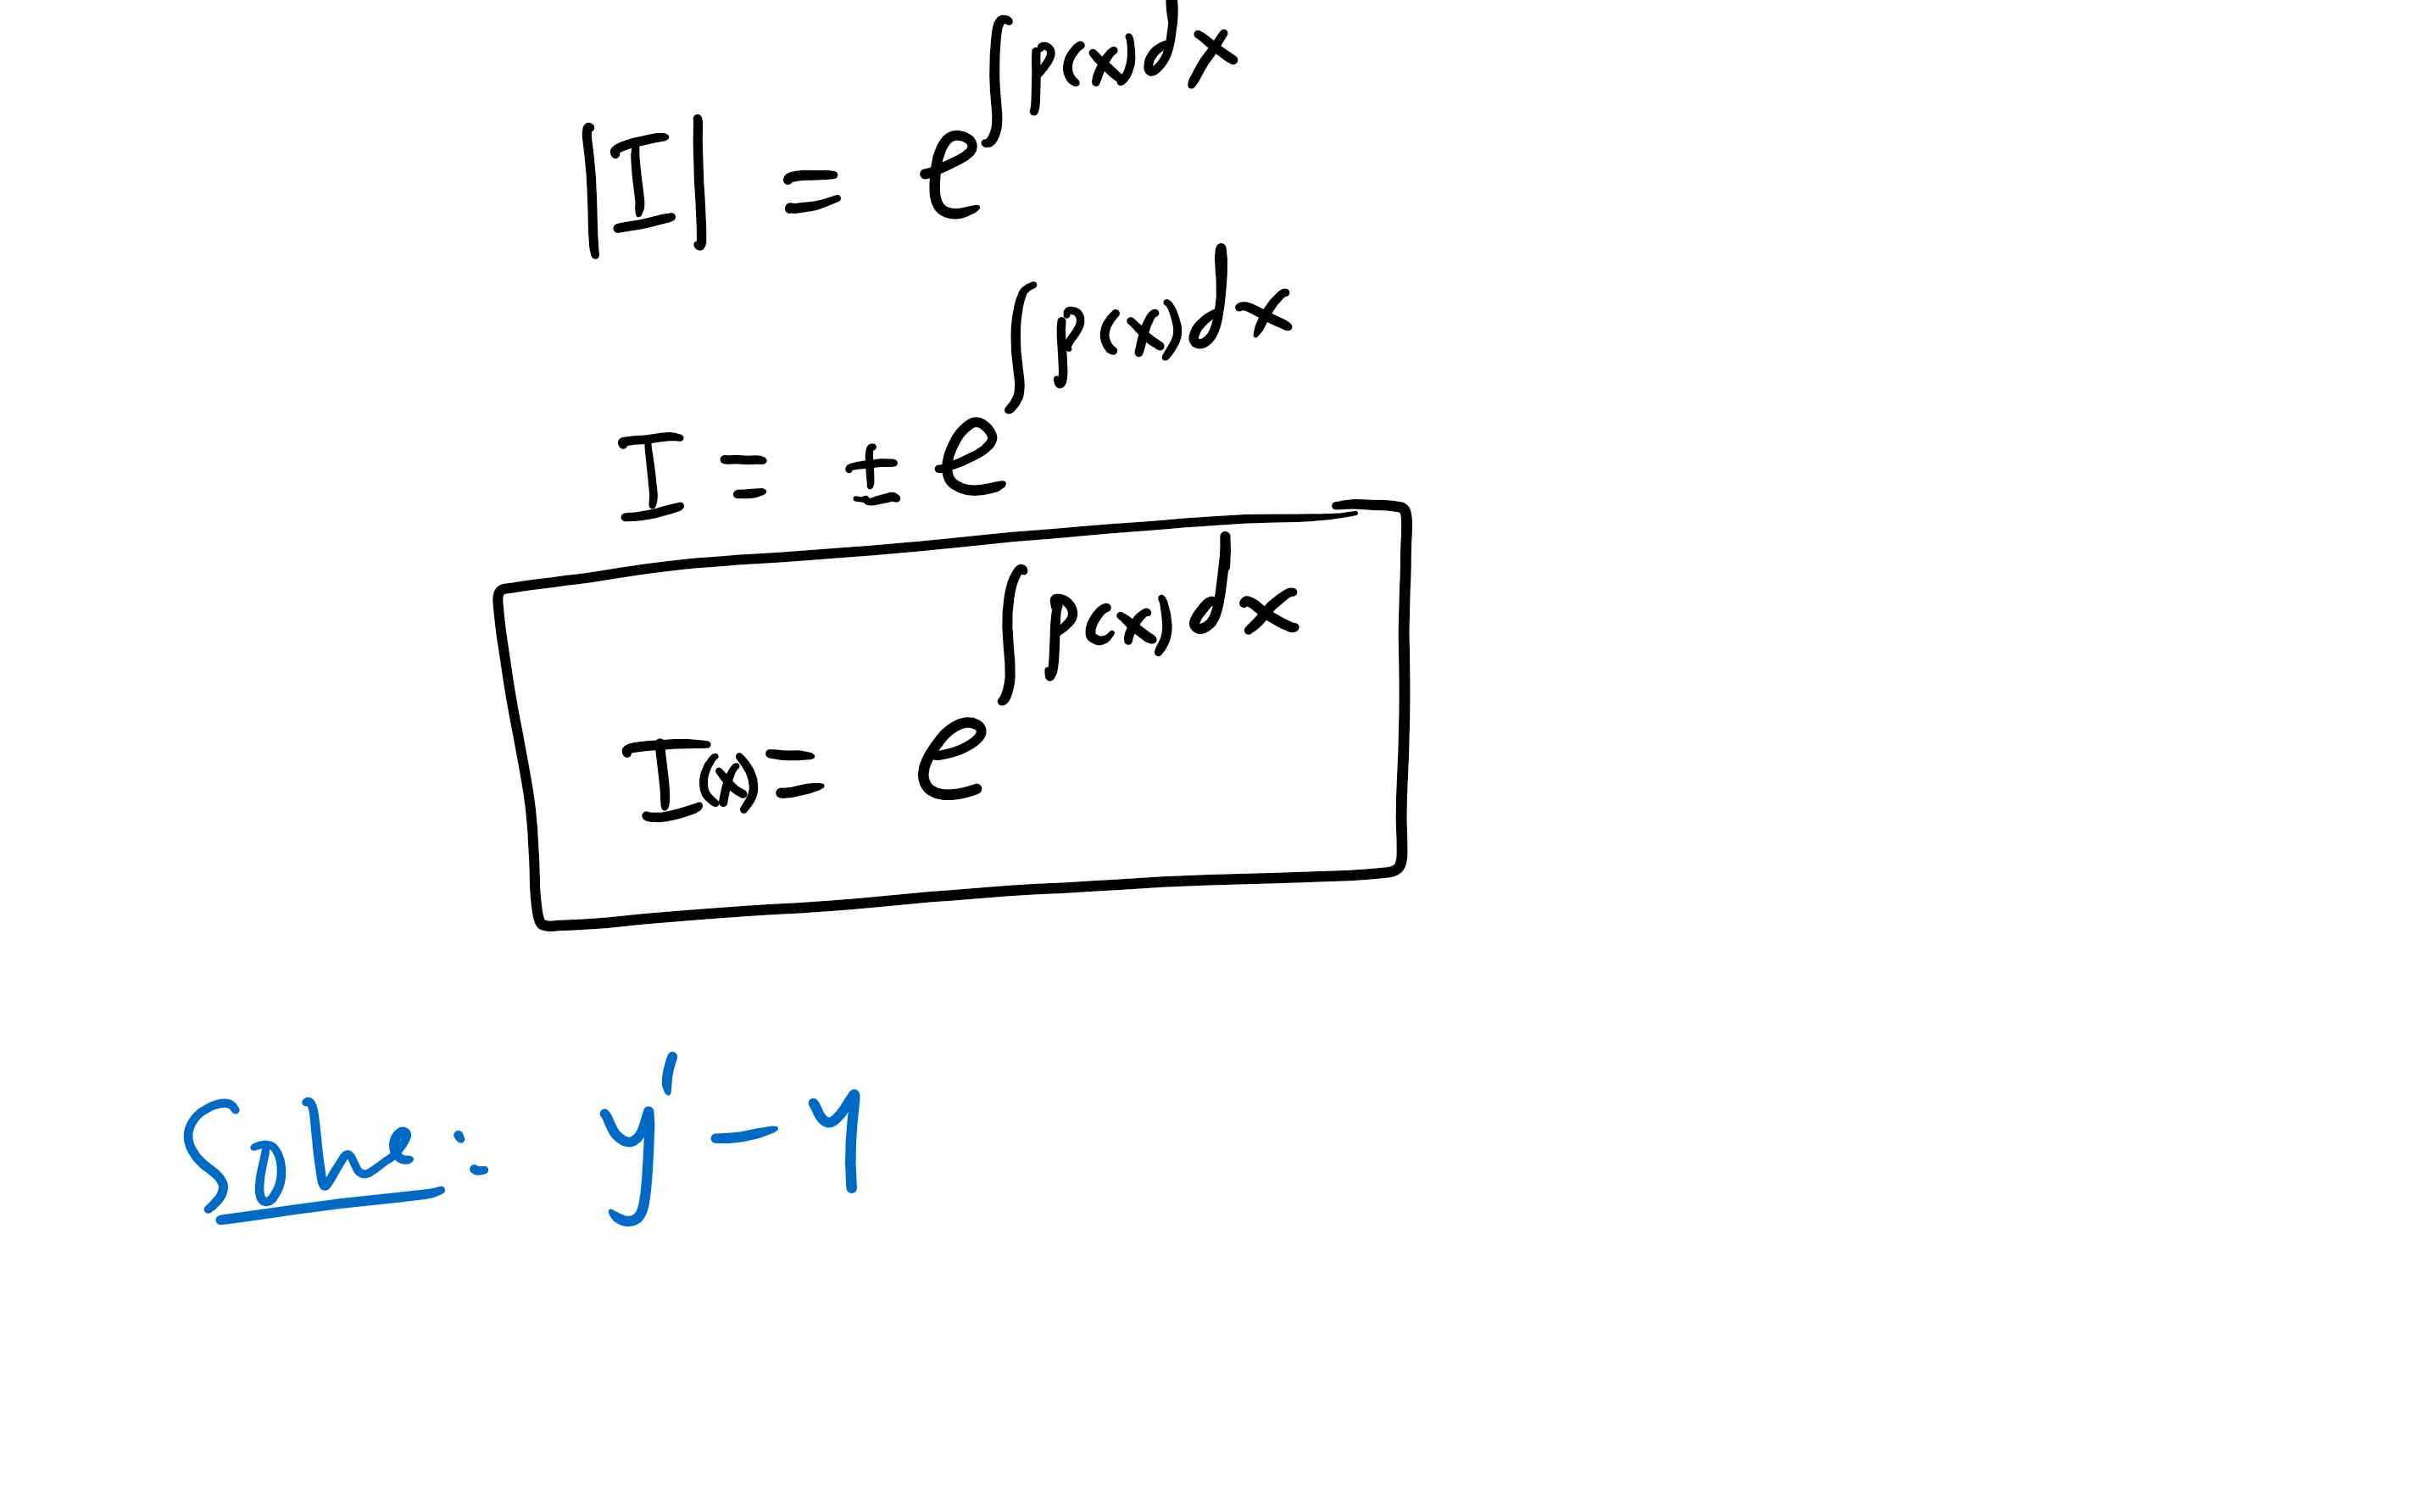 |I| = e^{∫p(x)dx}
I = ± e^{∫p(x)dx}
I(x) = e^{∫p(x)dx}
Solve: y' - y